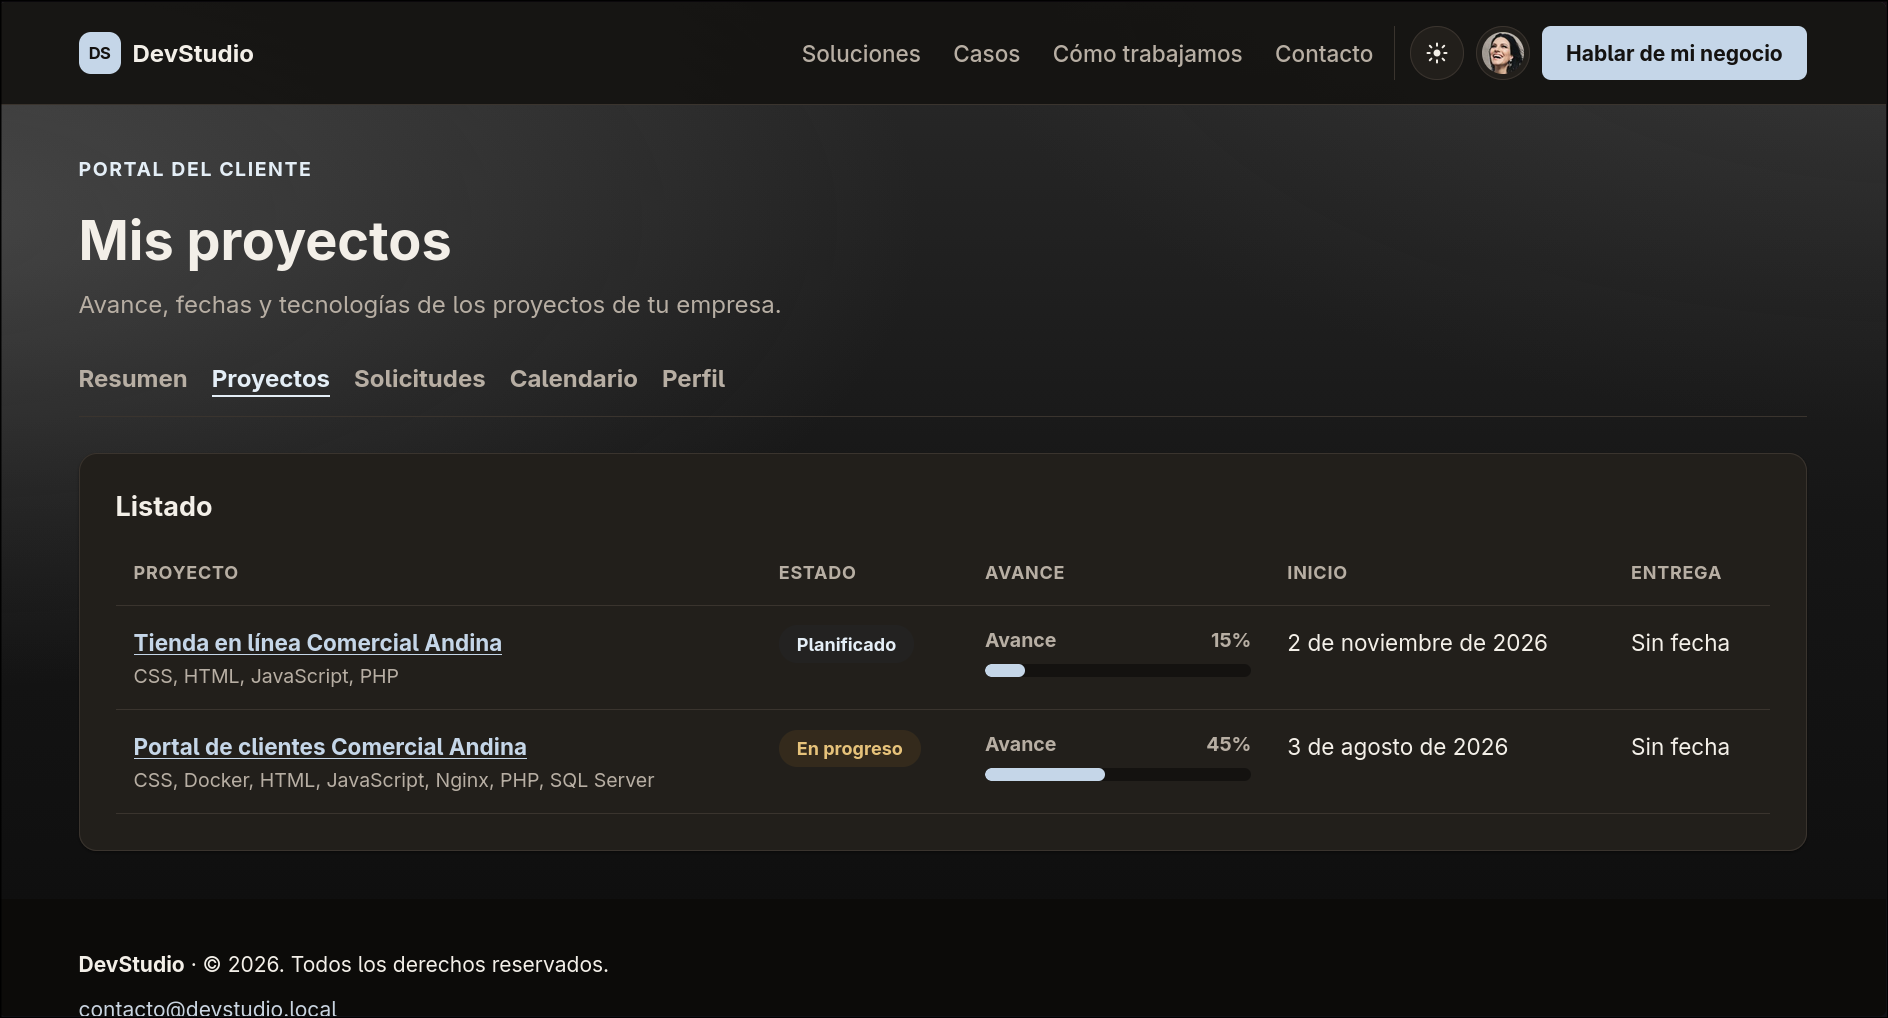 DS DevStudio
Soluciones Casos Cómo trabajamos Contacto Hablar de mi negocio
PORTAL DEL CLIENTE
Mis proyectos
Avance, fechas y tecnologías de los proyectos de tu empresa.
Resumen Proyectos Solicitudes Calendario Perfil
Listado
PROYECTO ESTADO AVANCE INICIO ENTREGA
Tienda en línea Comercial Andina Planificado Avance 15% 2 de noviembre de 2026 Sin fecha
CSS, HTML, JavaScript, PHP
Portal de clientes Comercial Andina En progreso Avance 45% 3 de agosto de 2026 Sin fecha
CSS, Docker, HTML, JavaScript, Nginx, PHP, SQL Server
DevStudio · © 2026. Todos los derechos reservados.
contacto@devstudio.local